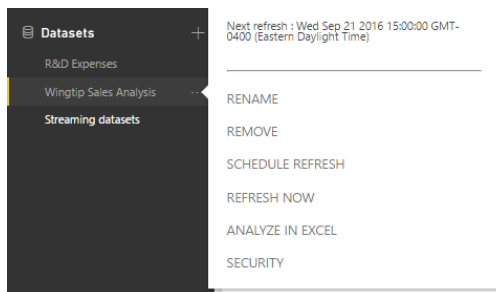 Datasets
R&D Expenses
Wingtip Sales Analysis
Streaming datasets
Next refresh : Wed Sep 21 2016 15:00:00 GMT-
0400 (Eastern Daylight Time)
RENAME
REMOVE
SCHEDULE REFRESH
REFRESH NOW
ANALYZE IN EXCEL
SECURITY